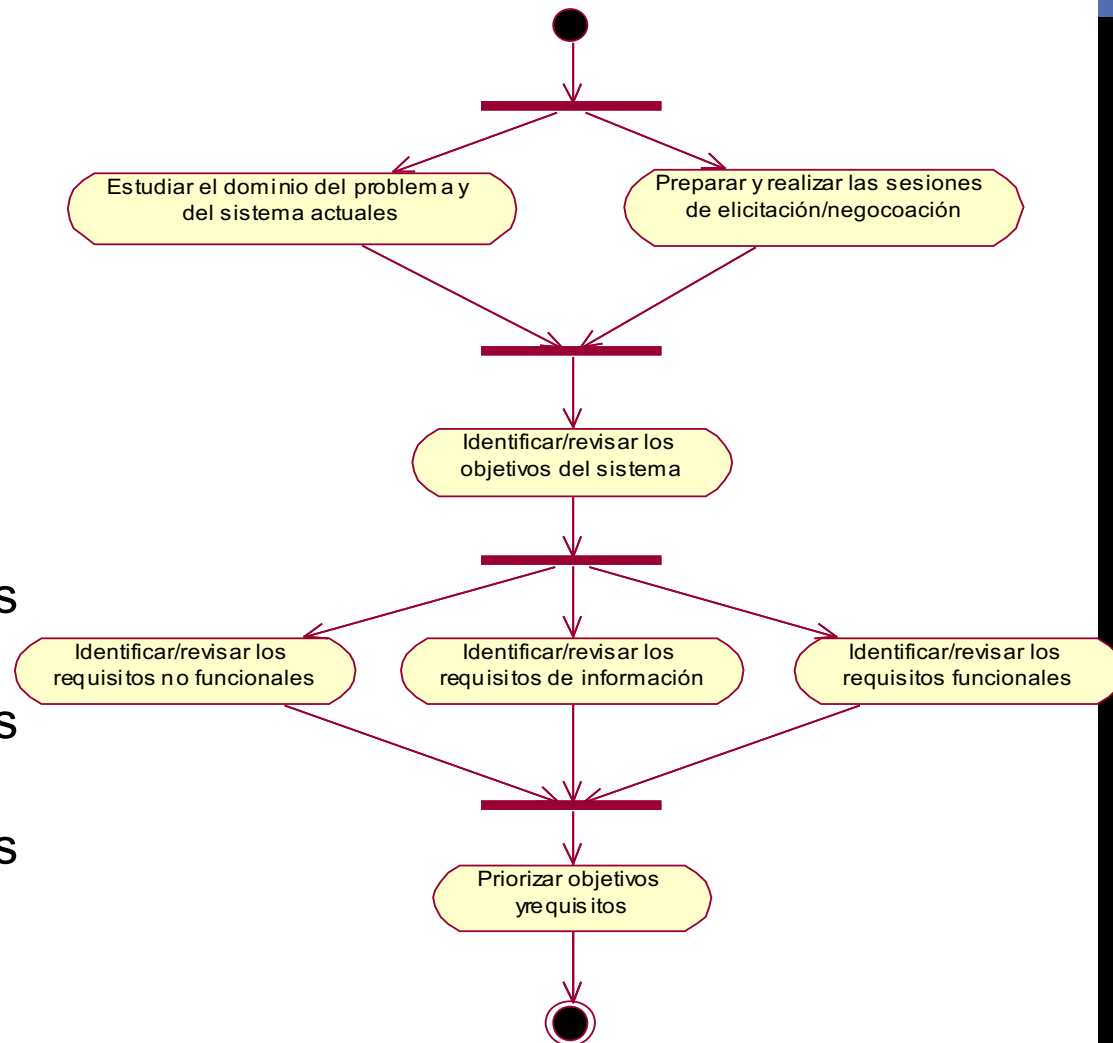 Estudiar el dominio del problema y
del sistema actuales
Preparar y realizar las sesiones
de elicitación/negocoación
Identificar/revisar los
objetivos del sistema
s
Identificar/revisar los
requisitos no funcionales
Identificar/revisar los
requisitos de información
Identificar/revisar los
requisitos funcionales
s
s
Priorizar objetivos
yrequisitos